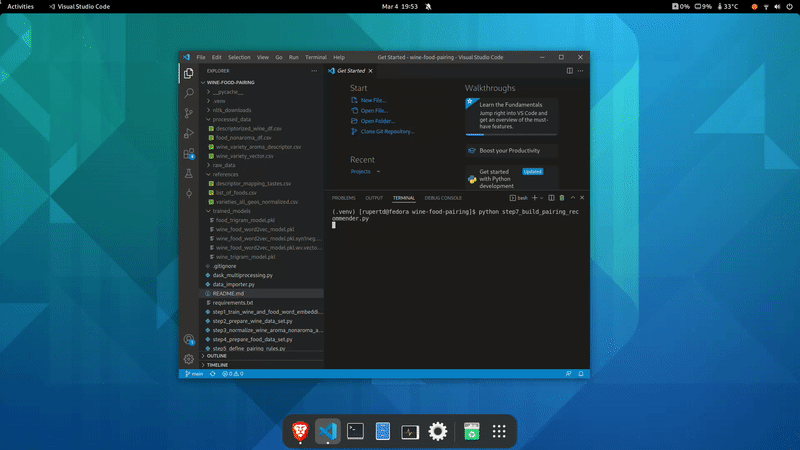 Activities
Visual Studio Code
Mar 4 19:53
0% 9% 33°C
File Edit Selection View Go Run Terminal Help
Get Started - wine-food-pairing - Visual Studio Code
EXPLORER
WINE-FOOD-PAIRING
__pycache__
.venv
nltk_downloads
processed_data
descriptorized_wine_df.csv
food_nonaroma_df.csv
wine_variety_aroma_descriptor.csv
wine_variety_vector.csv
raw_data
references
descriptor_mapping_tastes.csv
list_of_foods.csv
varieties_all_geos_normalized.csv
trained_models
food_trigram_model.pkl
wine_food_word2vec_model.pkl
wine_food_word2vec_model.pkl.syn1neg...
wine_food_word2vec_model.pkl.wv.vecto...
wine_trigram_model.pkl
.gitignore
dask_multiprocessing.py
data_importer.py
README.md
requirements.txt
step1_train_wine_and_food_word_embeddi...
step2_prepare_wine_data_set.py
step3_normalize_wine_aroma_nonaroma_a...
step4_prepare_food_data_set.py
step5_define_pairing_rules.py
OUTLINE
TIMELINE
Get Started
Start
New File...
Open File...
Open Folder...
Clone Git Repository...
Recent
Projects
Walkthroughs
Learn the Fundamentals
Jump right into VS Code and
get an overview of the must-
have features.
Boost your Productivity
Get started
with Python
development
Updated
PROBLEMS OUTPUT TERMINAL DEBUG CONSOLE
bash
(.venv) [rupertd@fedora wine-food-pairing]$ python step7_build_pairing_rec
ommender.py
main
0 0